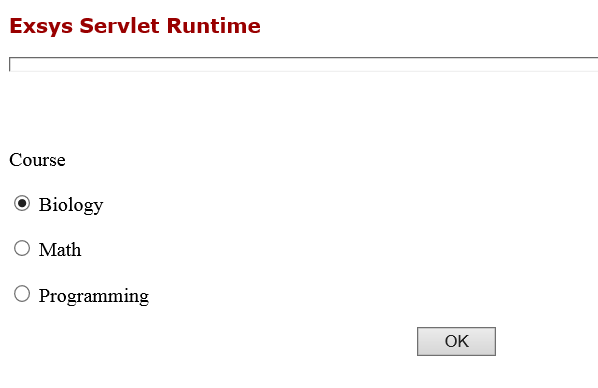 Exsys Servlet Runtime
Course
Biology
Math
Programming
OK